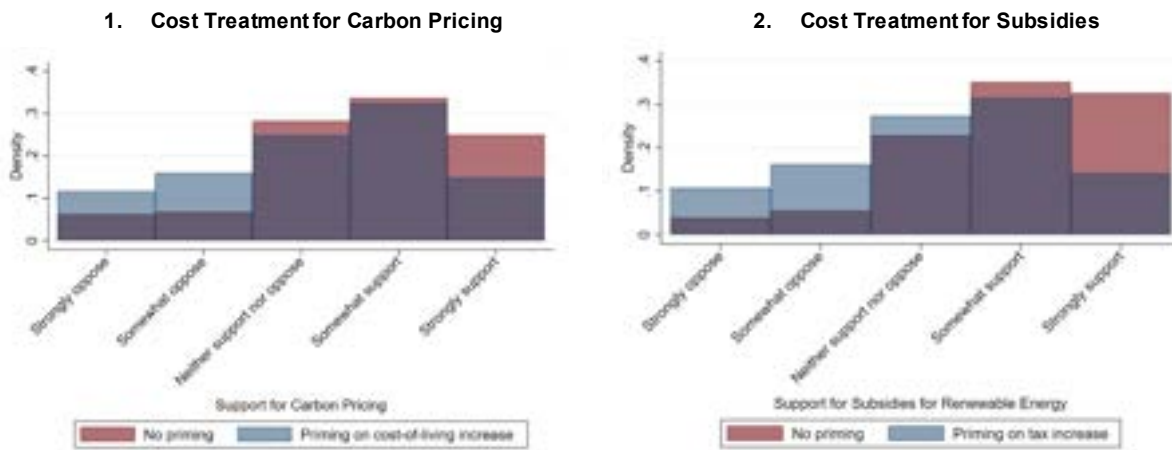 1. Cost Treatment for Carbon Pricing
Density
.4
.3
.2
.1
0
Strongly oppose
Somewhat oppose
Neither support nor oppose
Somewhat support
Strongly support
Support for Carbon Pricing
No priming
Priming on cost-of-living increase
2. Cost Treatment for Subsidies
Density
.4
.3
.2
.1
0
Strongly oppose
Somewhat oppose
Neither support nor oppose
Somewhat support
Strongly support
Support for Subsidies for Renewable Energy
No priming
Priming on tax increase